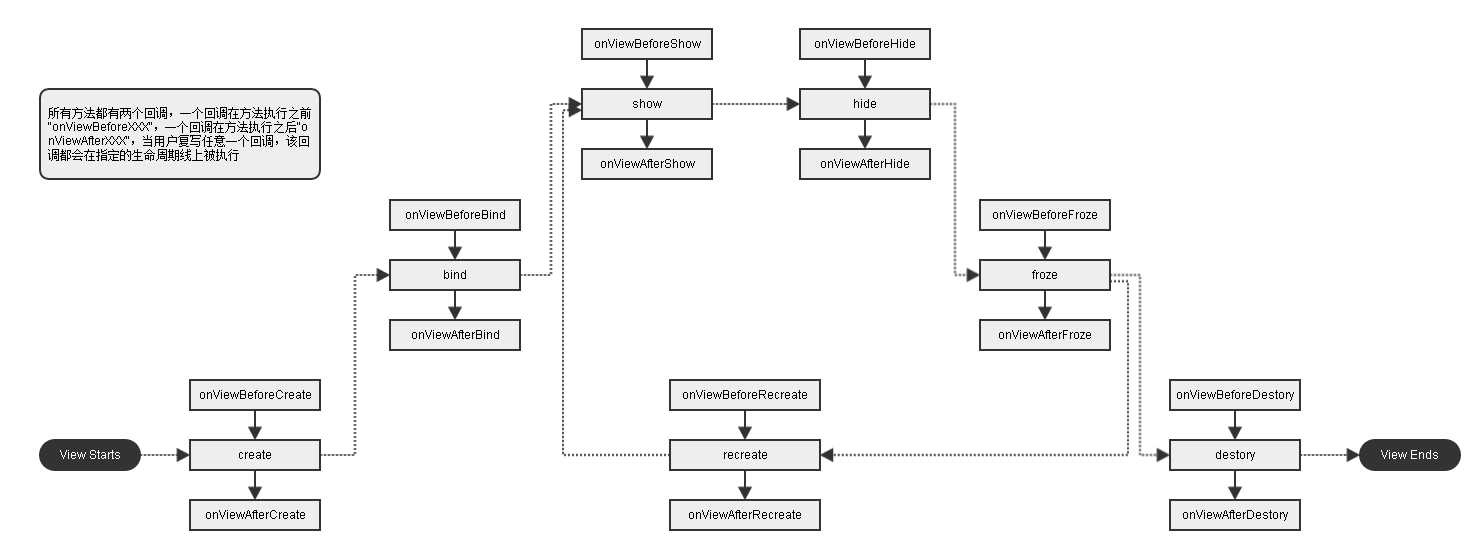 onViewBeforeShow
onViewBeforeHide
所有方法都有两个回调，一个回调在方法执行之前
"onViewBeforeXXX"，一个回调在方法执行之后"o
nViewAfterXXX"，当用户复写任意一个回调，该回
调都会在指定的生命周期线上被执行
show
hide
onViewAfterShow
onViewAfterHide
onViewBeforeBind
onViewBeforeFroze
bind
froze
onViewAfterBind
onViewAfterFroze
onViewBeforeCreate
onViewBeforeRecreate
onViewBeforeDestory
View Starts
create
recreate
destory
View Ends
onViewAfterCreate
onViewAfterRecreate
onViewAfterDestory